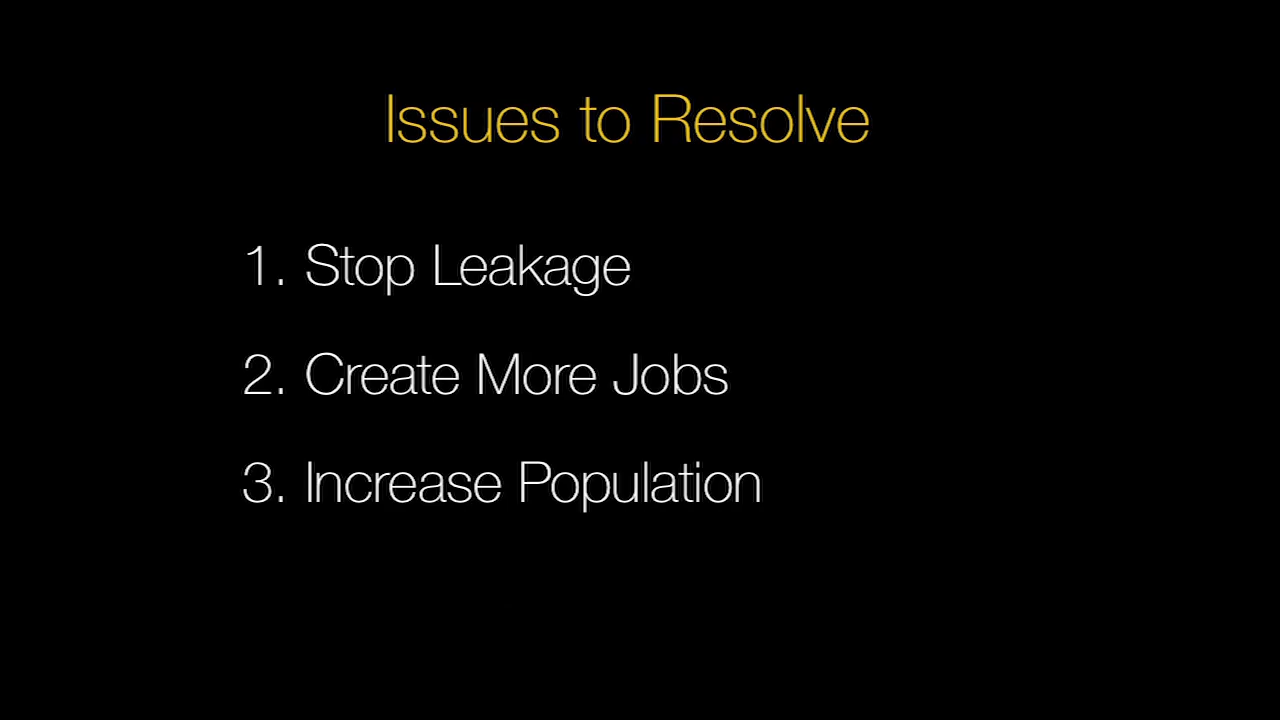 Issues to Resolve
1. Stop Leakage
2. Create More Jobs
3. Increase Population